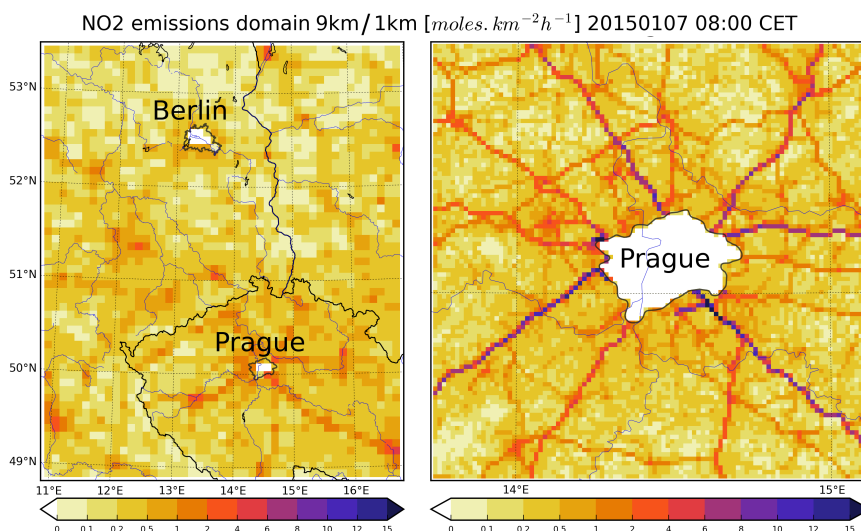 NO2 emissions domain 9km/ 1km [moles.km⁻²h⁻¹] 20150107 08:00 CET
53°N
52°N
51°N
50°N
49°N
Berlin
Prague
11°E 12°E 13°E 14°E 15°E 16°E
0 0.1 0.2 0.5 1 2 4 6 8 10 12 15
Prague
14°E 15°E
0 0.1 0.2 0.5 1 2 4 6 8 10 12 15